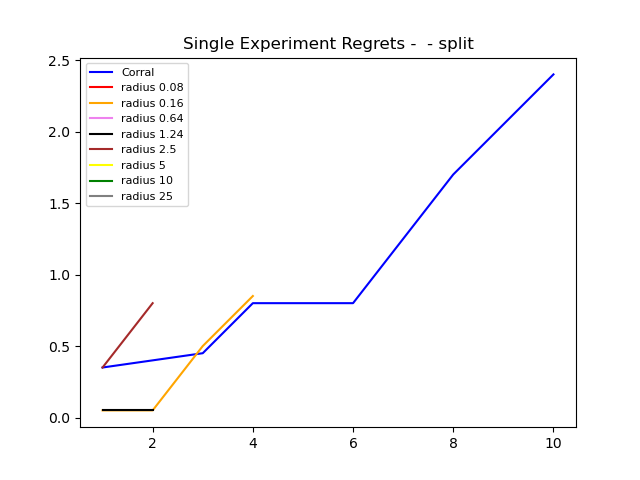 Single Experiment Regrets -  - split
2.5
2.0
1.5
1.0
0.5
0.0
Corral
radius 0.08
radius 0.16
radius 0.64
radius 1.24
radius 2.5
radius 5
radius 10
radius 25
2 4 6 8 10